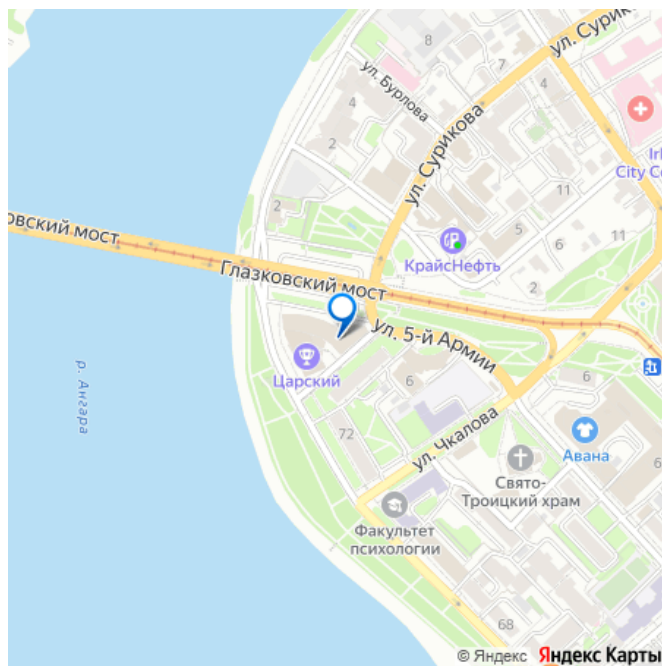 8
7
ул. Сурикова
ул. Бурлова
4
4
2
ул. Сурикова
Irk
City Ce
11
2
5
6
11
КрайсНефть
2
овский мост
Глазковский мост
ул. 5-й Армии
р. Ангара
Царский
6
6
72
ул. Чкалова
Авана
Свято-
Троицкий храм
Факультет
психологии
68
© Яндекс Яндекс Карты